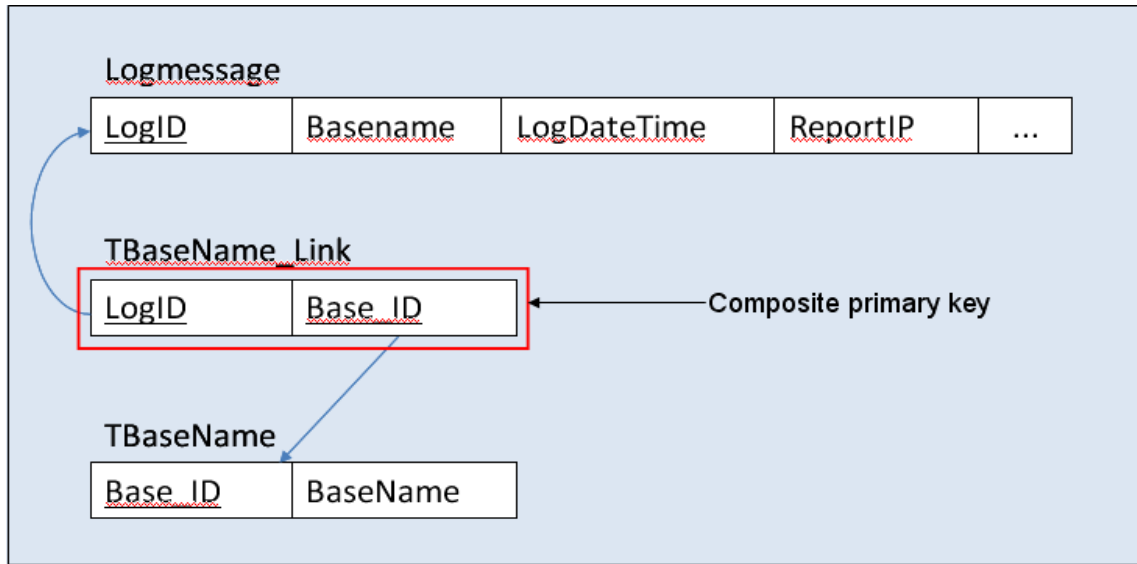 Logmessage
LogID Basename LogDateTime ReportIP ...
TBaseName_Link
LogID Base_ID Composite primary key
TBaseName
Base_ID BaseName